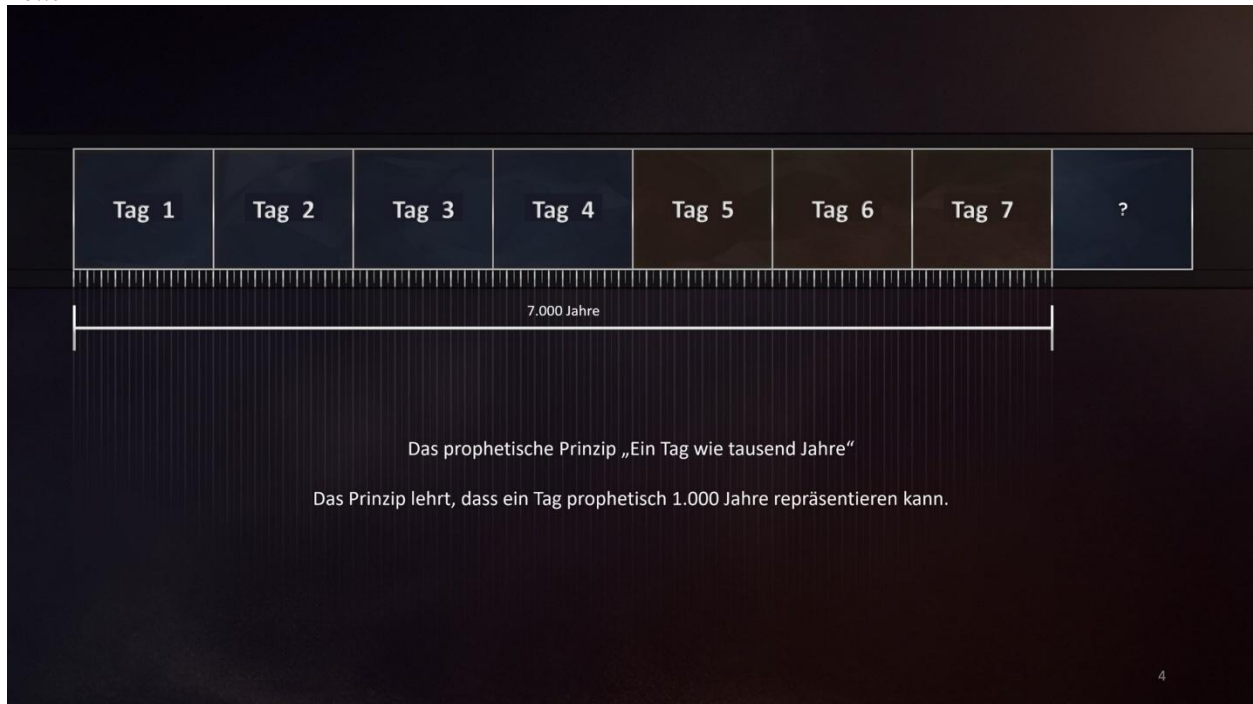 Tag 1 Tag 2 Tag 3 Tag 4 Tag 5 Tag 6 Tag 7 ?
7.000 Jahre
Das prophetische Prinzip „Ein Tag wie tausend Jahre“
Das Prinzip lehrt, dass ein Tag prophetisch 1.000 Jahre repräsentieren kann.
4